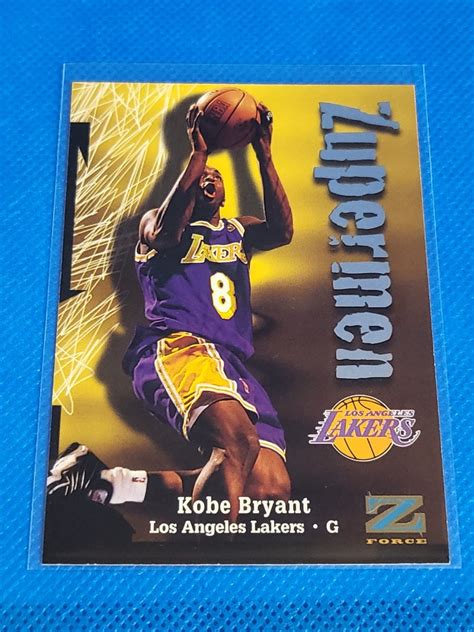 Zupermen
LAKERS
8
LOS ANGELES
LAKERS
Kobe Bryant
Los Angeles Lakers · G
Z
FORCE